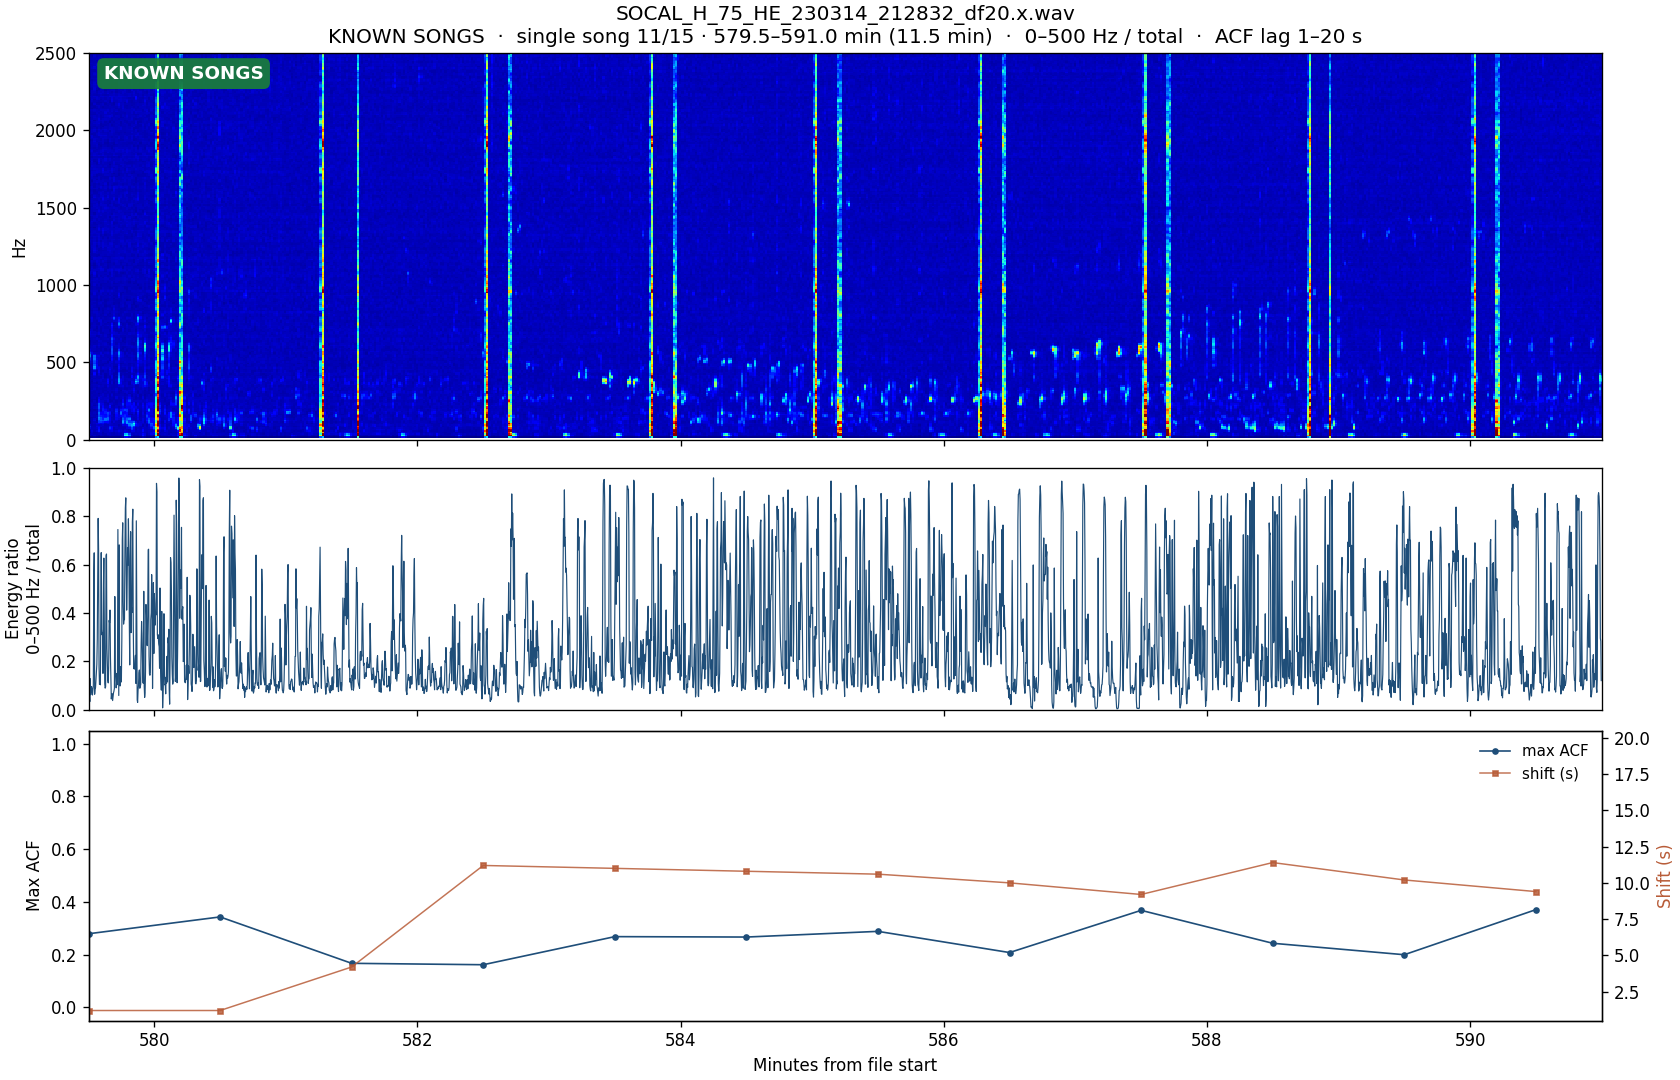 SOCAL_H_75_HE_230314_212832_df20.x.wav
KNOWN SONGS · single song 11/15 · 579.5–591.0 min (11.5 min) · 0–500 Hz / total · ACF lag 1–20 s
KNOWN SONGS
2500
2000
1500
1000
500
0
Hz
1.0
0.8
0.6
0.4
0.2
0.0
Energy ratio
0–500 Hz / total
1.0
0.8
0.6
0.4
0.2
0.0
Max ACF
max ACF
shift (s)
20.0
17.5
15.0
12.5
10.0
7.5
5.0
2.5
Shift (s)
580
582
584
586
588
590
Minutes from file start